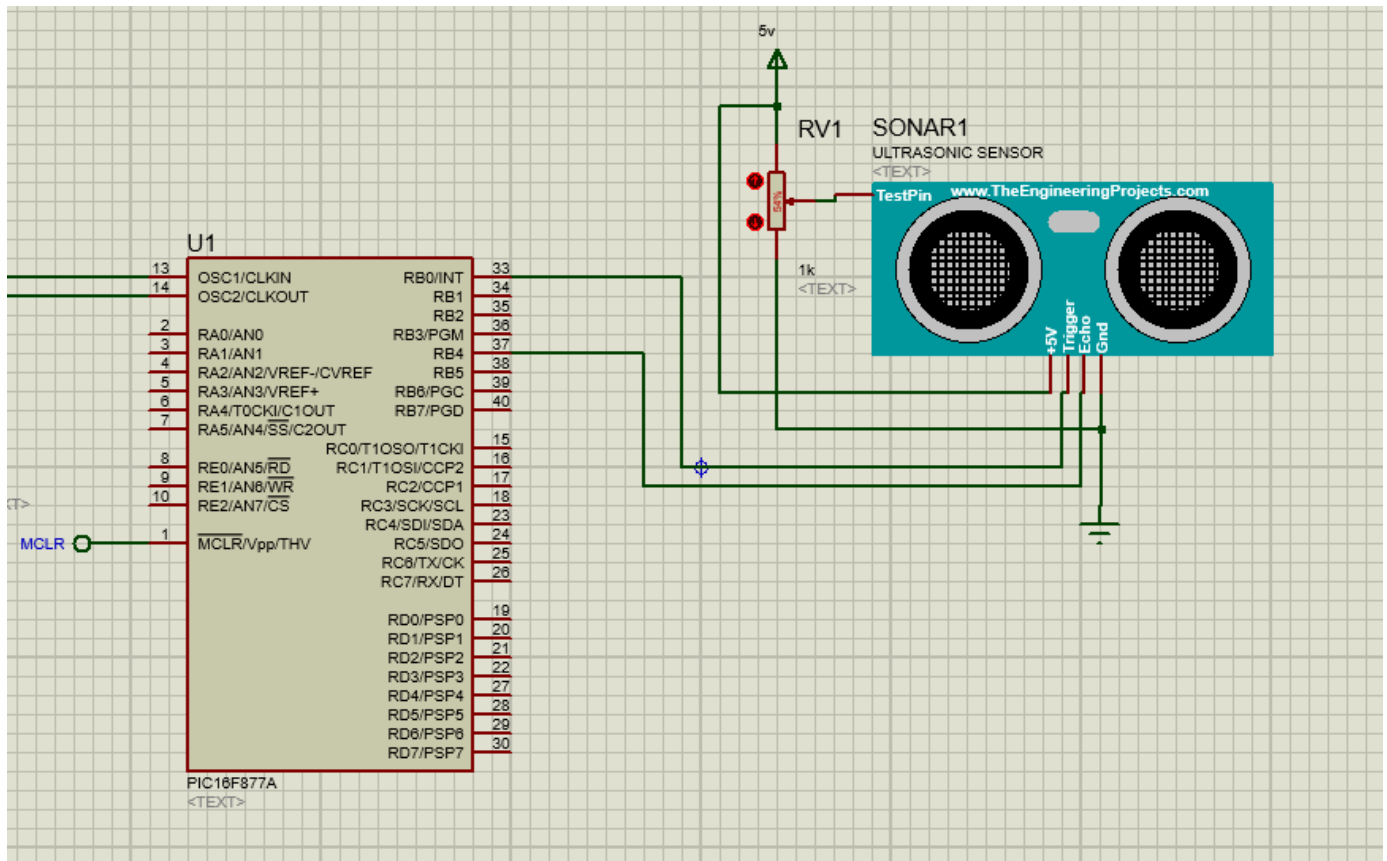 5v
RV1
54%
1k
<TEXT>
SONAR1
ULTRASONIC SENSOR
<TEXT>
TestPin
www.TheEngineeringProjects.com
+5V
Trigger
Echo
Gnd
U1
13 OSC1/CLKIN
14 OSC2/CLKOUT
2 RA0/AN0
3 RA1/AN1
4 RA2/AN2/VREF-/CVREF
5 RA3/AN3/VREF+
6 RA4/T0CKI/C1OUT
7 RA5/AN4/SS/C2OUT
8 RE0/AN5/RD
9 RE1/AN6/WR
10 RE2/AN7/CS
1 MCLR/Vpp/THV
RB0/INT 33
RB1 34
RB2 35
RB3/PGM 36
RB4 37
RB5 38
RB6/PGC 39
RB7/PGD 40
RC0/T1OSO/T1CKI 15
RC1/T1OSI/CCP2 16
RC2/CCP1 17
RC3/SCK/SCL 18
RC4/SDI/SDA 23
RC5/SDO 24
RC6/TX/CK 25
RC7/RX/DT 26
RD0/PSP0 19
RD1/PSP1 20
RD2/PSP2 21
RD3/PSP3 22
RD4/PSP4 27
RD5/PSP5 28
RD6/PSP6 29
RD7/PSP7 30
MCLR
PIC16F877A
<TEXT>